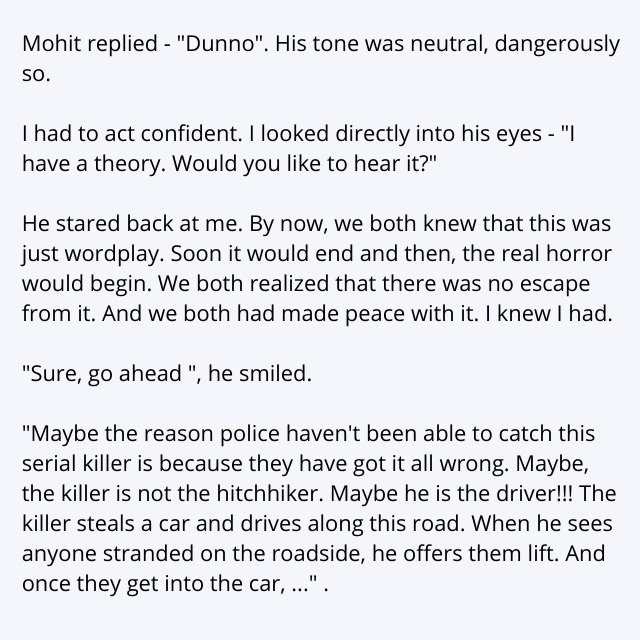 Mohit replied - "Dunno". His tone was neutral, dangerously
so.
I had to act confident. I looked directly into his eyes - "I
have a theory. Would you like to hear it?"
He stared back at me. By now, we both knew that this was
just wordplay. Soon it would end and then, the real horror
would begin. We both realized that there was no escape
from it. And we both had made peace with it. I knew I had.
"Sure, go ahead ", he smiled.
"Maybe the reason police haven't been able to catch this
serial killer is because they have got it all wrong. Maybe,
the killer is not the hitchhiker. Maybe he is the driver!!! The
killer steals a car and drives along this road. When he sees
anyone stranded on the roadside, he offers them lift. And
once they get into the car, ..." .